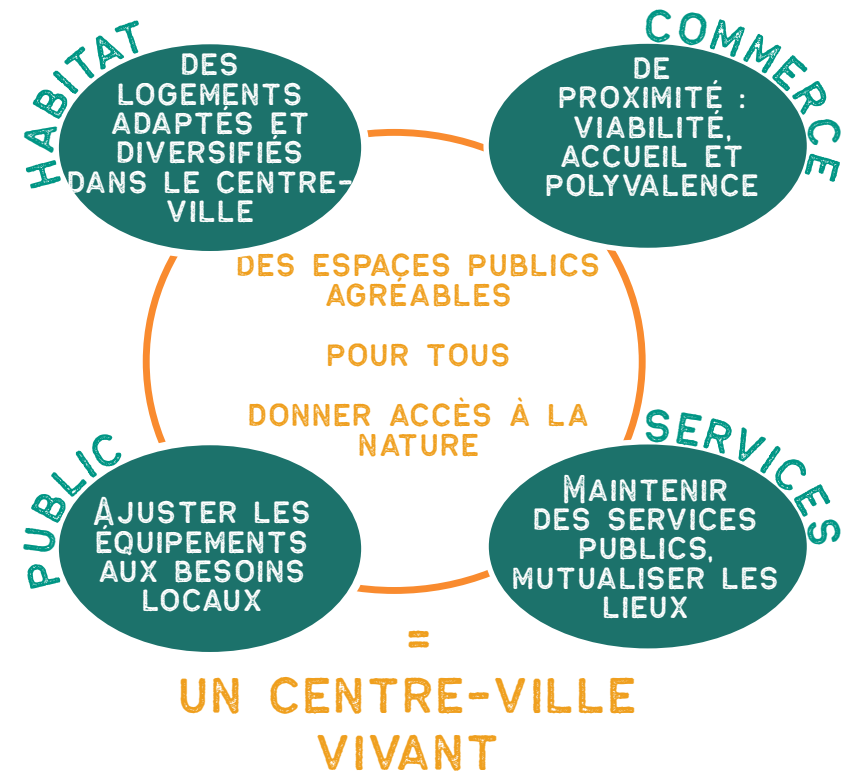 HABITAT
DES
LOGEMENTS
ADAPTÉS ET
DIVERSIFIÉS
DANS LE CENTRE-
VILLE
COMMERCE
DE
PROXIMITÉ :
VIABILITÉ,
ACCUEIL ET
POLYVALENCE
DES ESPACES PUBLICS
AGRÉABLES
POUR TOUS
DONNER ACCÈS À LA
NATURE
PUBLIC
AJUSTER LES
ÉQUIPEMENTS
AUX BESOINS
LOCAUX
SERVICES
MAINTENIR
DES SERVICES
PUBLICS,
MUTUALISER LES
LIEUX
=
UN CENTRE-VILLE
VIVANT